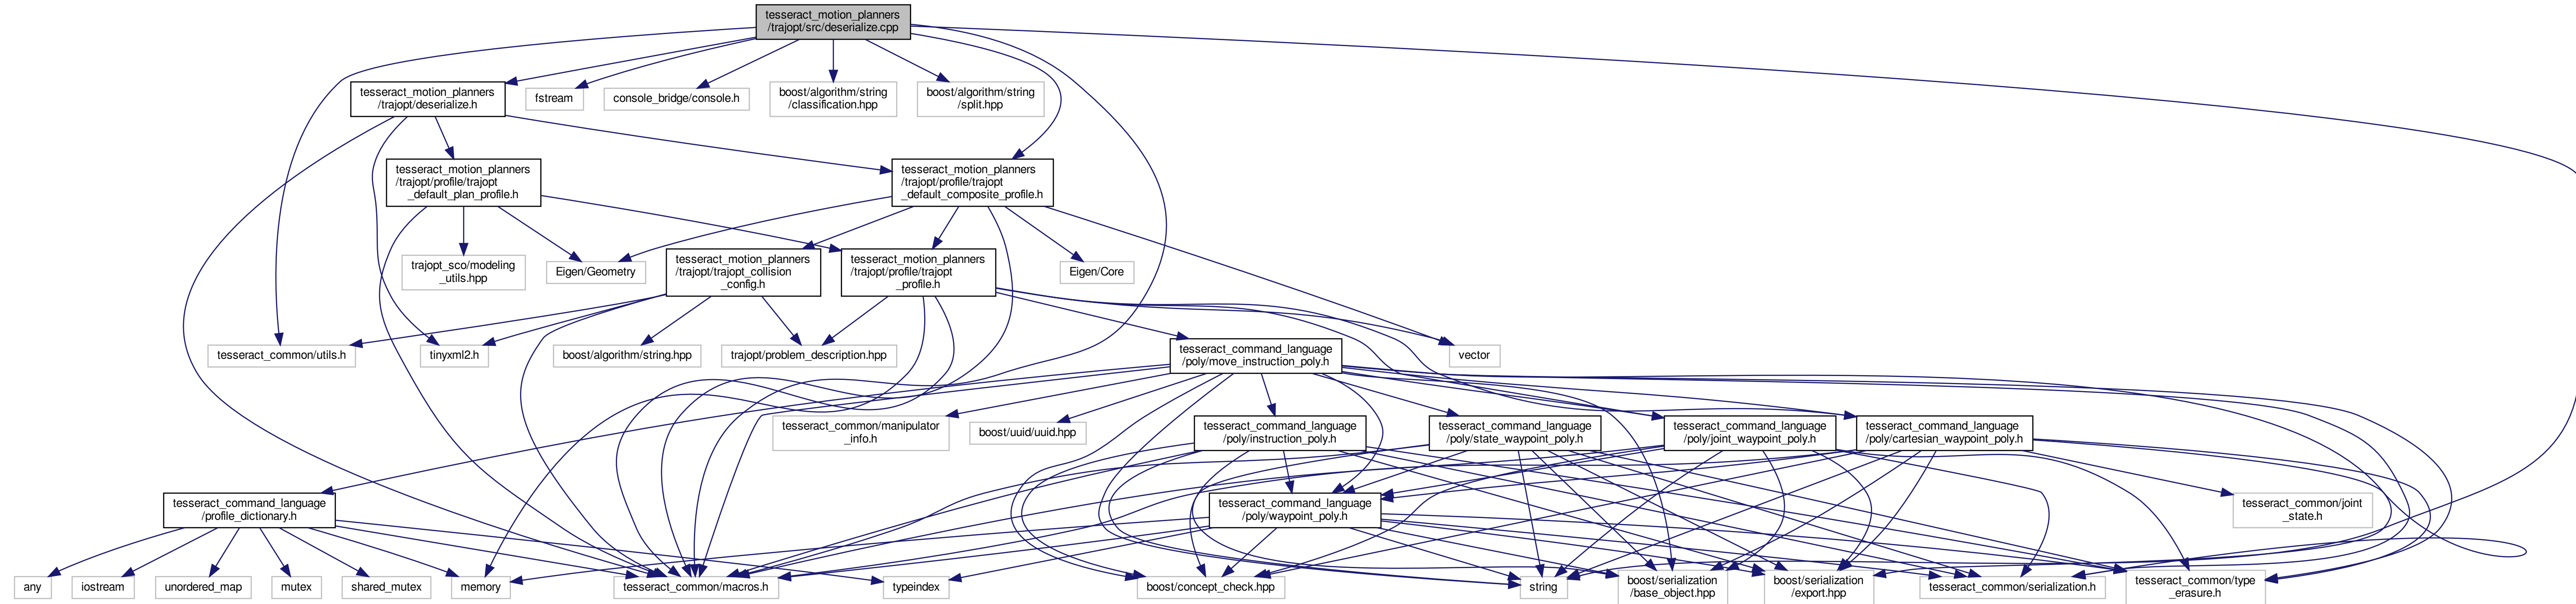 tesseract_motion_planners
/trajopt/src/deserialize.cpp
tesseract_motion_planners
/trajopt/deserialize.h
fstream
console_bridge/console.h
boost/algorithm/string
/classification.hpp
boost/algorithm/string
/split.hpp
tesseract_motion_planners
/trajopt/profile/trajopt
_default_plan_profile.h
tesseract_motion_planners
/trajopt/profile/trajopt
_default_composite_profile.h
trajopt_sco/modeling
_utils.hpp
Eigen/Geometry
tesseract_motion_planners
/trajopt/trajopt_collision
_config.h
tesseract_motion_planners
/trajopt/profile/trajopt
_profile.h
Eigen/Core
tesseract_common/utils.h
tinyxml2.h
boost/algorithm/string.hpp
trajopt/problem_description.hpp
tesseract_command_language
/poly/move_instruction_poly.h
vector
tesseract_common/manipulator
_info.h
boost/uuid/uuid.hpp
tesseract_command_language
/poly/instruction_poly.h
tesseract_command_language
/poly/state_waypoint_poly.h
tesseract_command_language
/poly/joint_waypoint_poly.h
tesseract_command_language
/poly/cartesian_waypoint_poly.h
tesseract_command_language
/profile_dictionary.h
tesseract_command_language
/poly/waypoint_poly.h
tesseract_common/joint
_state.h
any
iostream
unordered_map
mutex
shared_mutex
memory
tesseract_common/macros.h
typeindex
boost/concept_check.hpp
string
boost/serialization
/base_object.hpp
boost/serialization
/export.hpp
tesseract_common/serialization.h
tesseract_common/type
_erasure.h